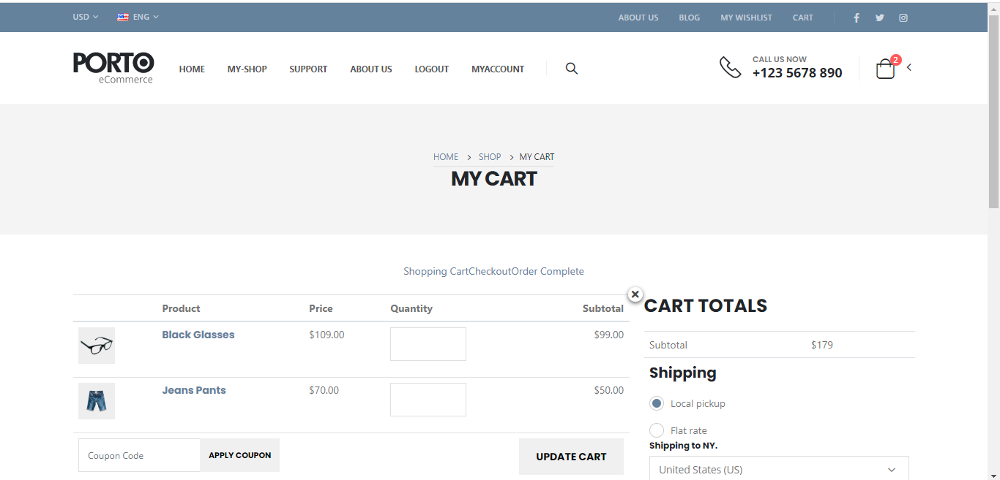 USD ENG ABOUT US BLOG MY WISHLIST CART
PORTO
eCommerce
HOME MY-SHOP SUPPORT ABOUT US LOGOUT MYACCOUNT
CALL US NOW
+123 5678 890
2
HOME > SHOP > MY CART
MY CART
Shopping CartCheckoutOrder Complete
Product Price Quantity Subtotal
Black Glasses $109.00 $99.00
Jeans Pants $70.00 $50.00
Coupon Code APPLY COUPON UPDATE CART
CART TOTALS
Subtotal $179
Shipping
Local pickup
Flat rate
Shipping to NY.
United States (US)